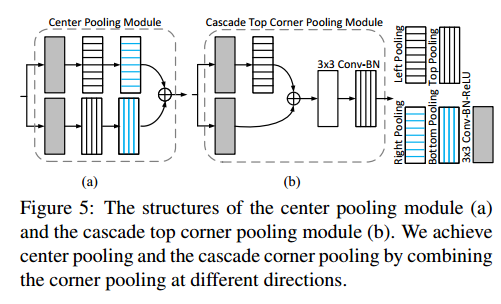 Center Pooling Module
Cascade Top Corner Pooling Module
3x3 Conv-BN
Left Pooling
Top Pooling
Right Pooling
Bottom Pooling
3x3 Conv-BN-ReLU
(a)
(b)
Figure 5: The structures of the center pooling module (a)
and the cascade top corner pooling module (b). We achieve
center pooling and the cascade corner pooling by combining
the corner pooling at different directions.